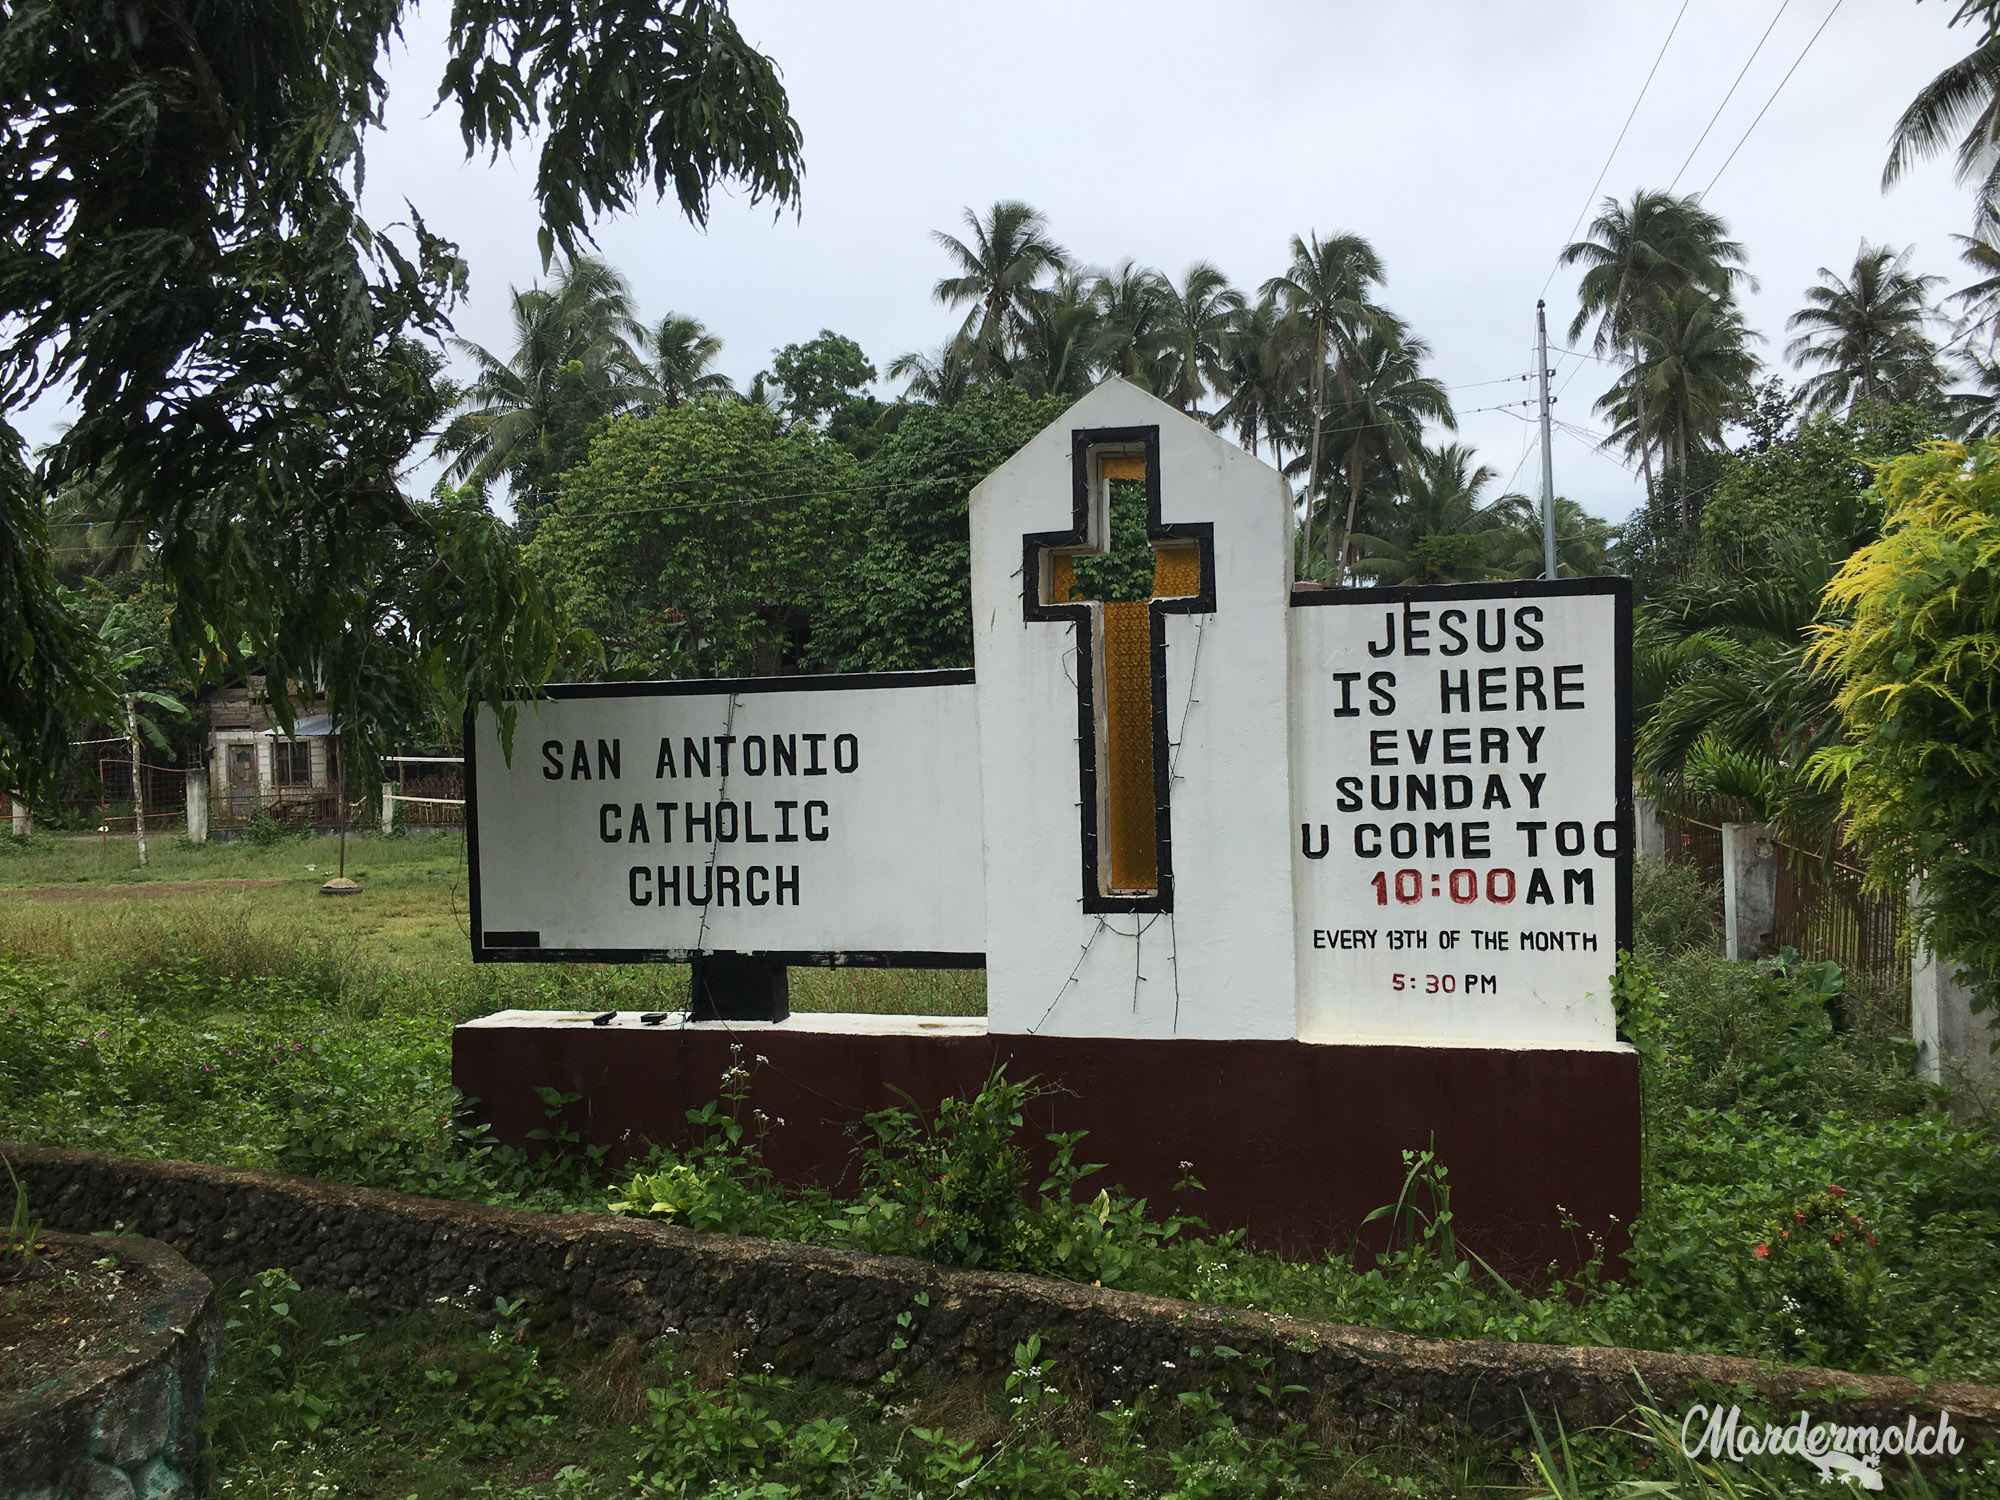 SAN ANTONIO
CATHOLIC
CHURCH
JESUS
IS HERE
EVERY
SUNDAY
U COME TOO
10:00AM
EVERY 13TH OF THE MONTH
5:30 PM
Mardermolch